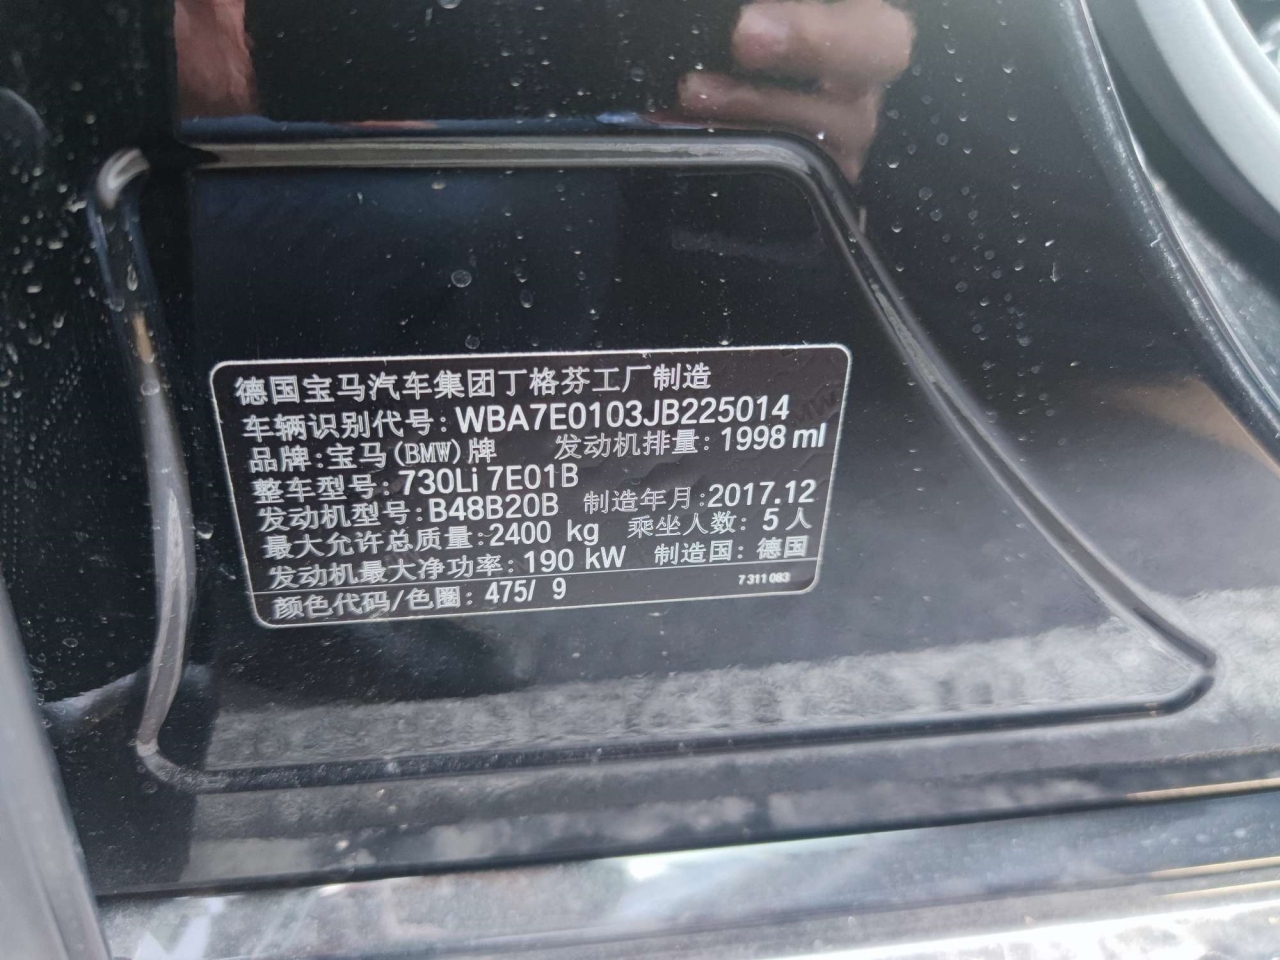 德国宝马汽车集团丁格芬工厂制造
车辆识别代号: WBA7E0103JB225014
品牌:宝马(BMW)牌 发动机排量: 1998 ml
整车型号: 730Li 7E01B
发动机型号: B48B20B 制造年月:2017.12
最大允许总质量:2400 kg 乘坐人数: 5 人
发动机最大净功率: 190 kW 制造国: 德国
颜色代码/色圈: 475/ 9 7 311 083